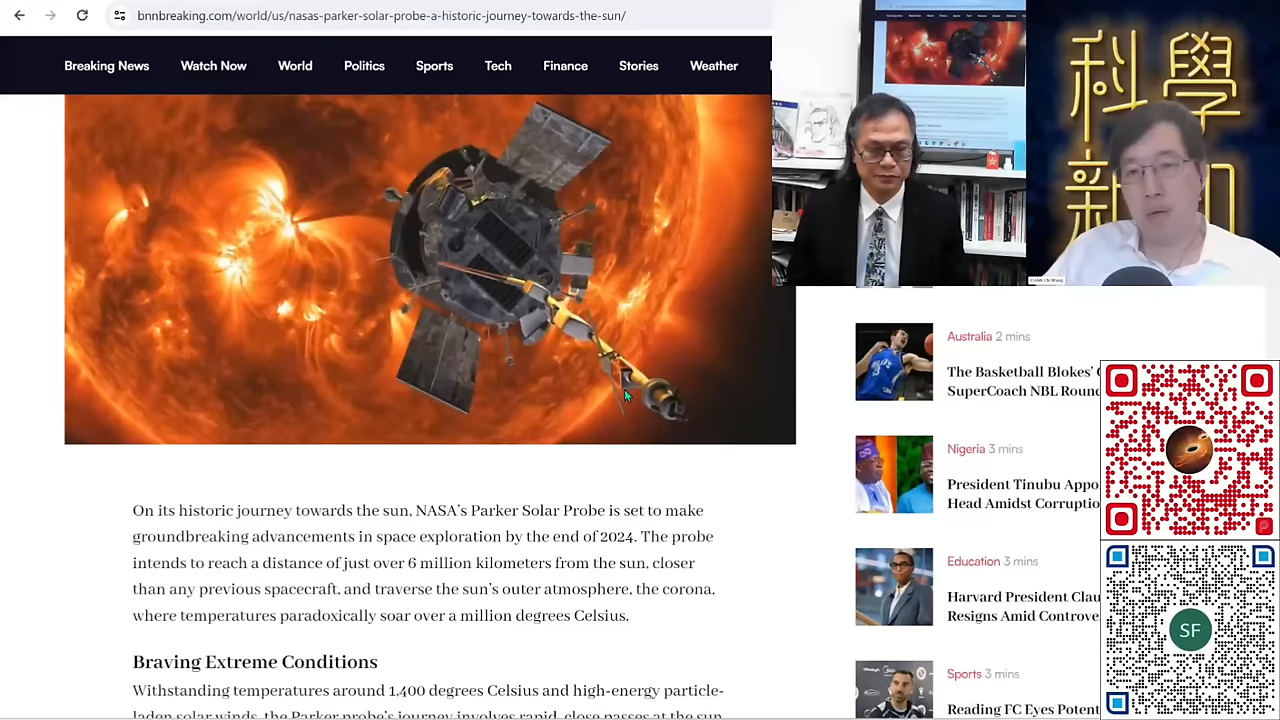 bnnbreaking.
nasas-parker-solar-probe-a-historic-journey-towards-the-sun/
Breaking News
Watch Now
World
Politics
Sports
Tech
Finance
Stories
Weather
科學
新
On its historic journey towards the sun, NASA's Parker Solar Probe is set to make
groundbreaking advancements in space exploration by the end of 2024. The probe
intends to reach a distance of just over
kilometers from the sun, closer
than any previous spacecraft, and traverse the sun's outer atmosphere, the corona,
where temperatures paradoxically soar over a million degrees Celsius.
Braving Extreme Conditions
Withstanding temperatures around 1,400 degrees Celsius and high-energy particle-
Australia 2 mins
The Basketball Blokes'
SuperCoach NBL Round
Nigeria 3 mins
President Tinubu Appo
Head Amidst Corruptio
Education 3 mins
Harvard President Clau
Resigns Amid Controve
Sports 3 mins
Reading FC Eyes Potent
SF